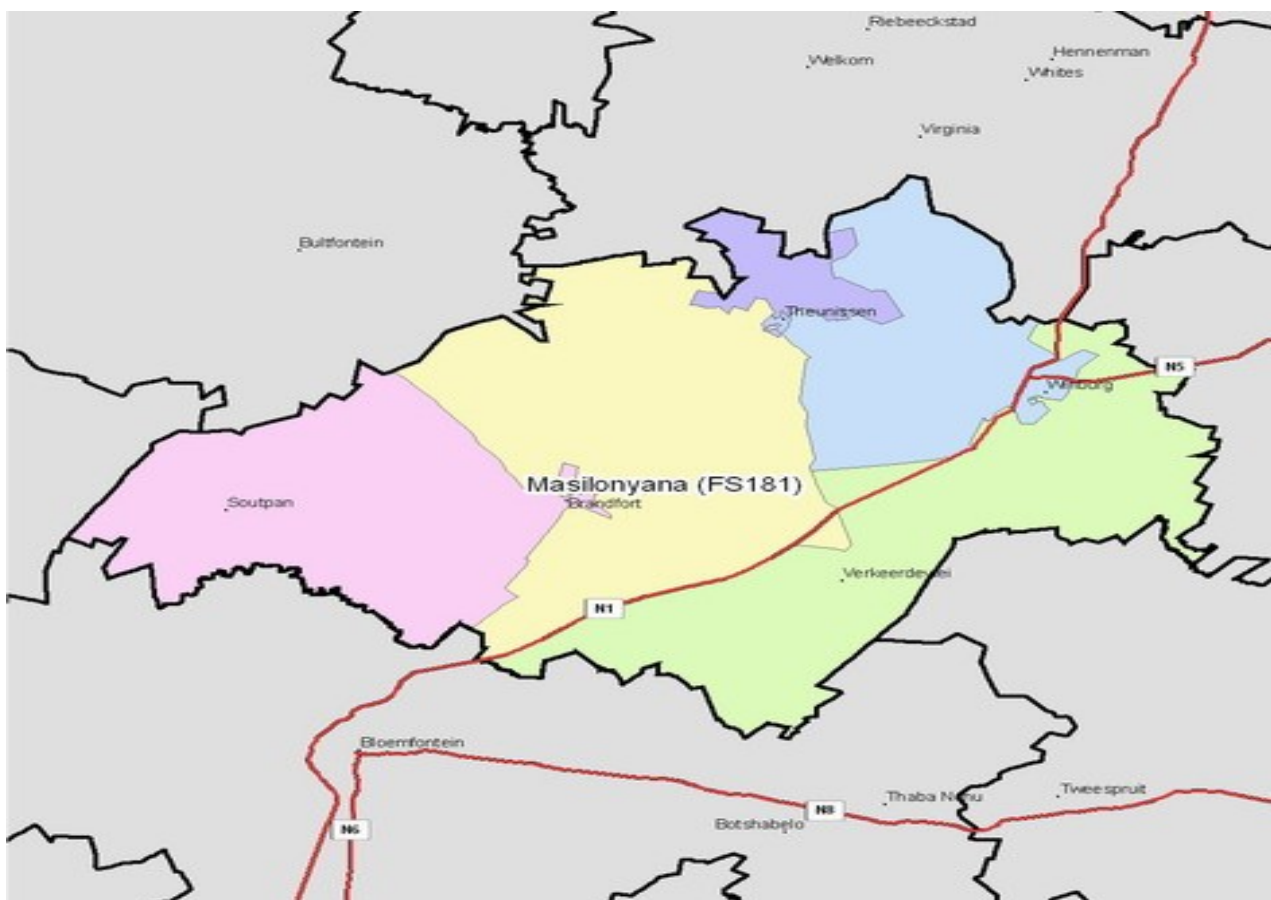 Riebeeckstad
Hennenman
Welkom
Whites
Virginia
Bultfontein
Theunissen
N5
Winburg
Masilonyana (FS181)
Soutpan
Brandfort
Verkeerdevlei
N1
Bloemfontein
Thaba Nchu
Tweespruit
N8
Botshabelo
N6